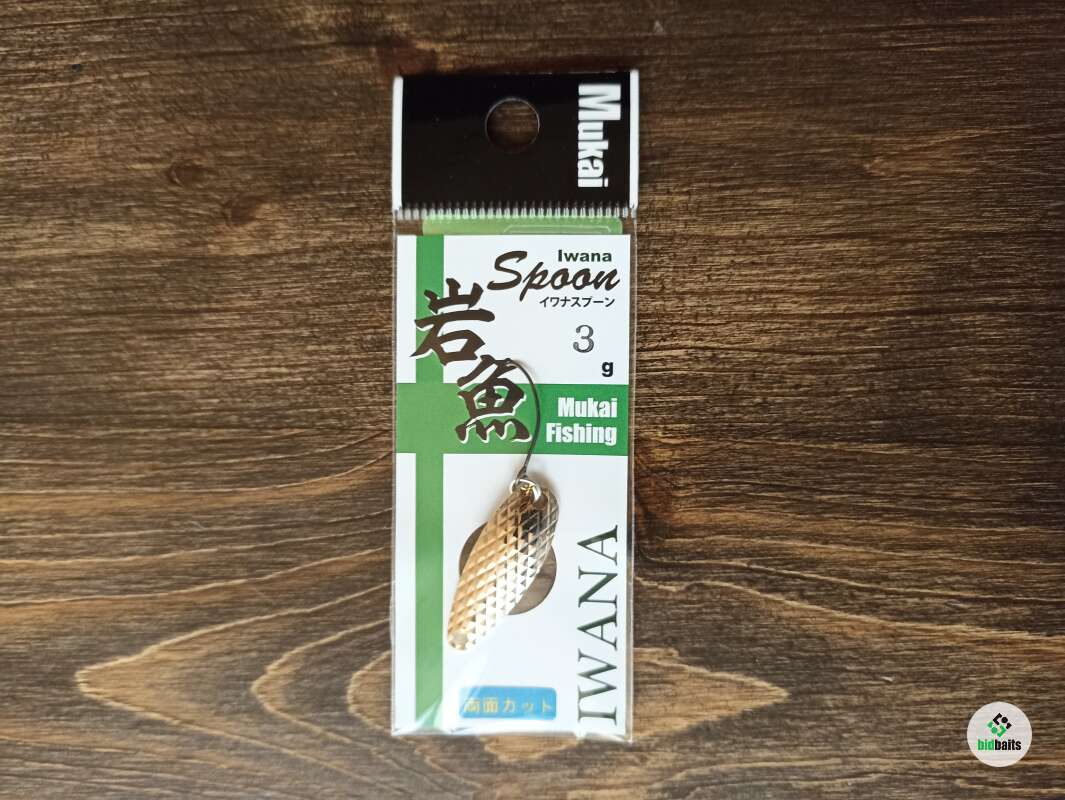 Mukai
Iwana
Spoon
イワナスプーン
岩魚
3
g
Mukai
Fishing
IWANA
両面カット
bidbaits